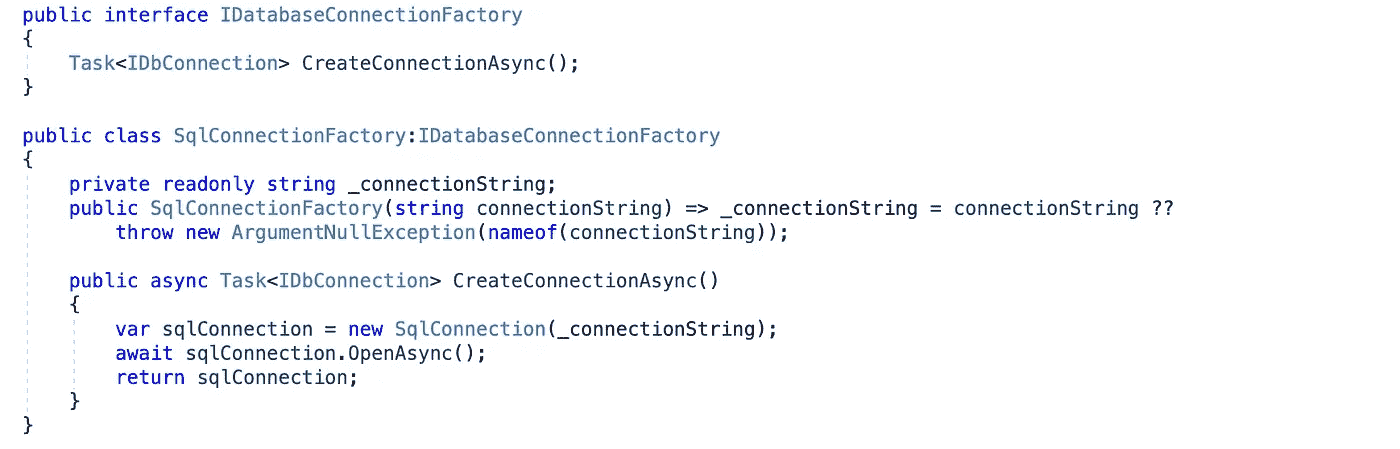 public interface IDatabaseConnectionFactory
{
    Task<IDbConnection> CreateConnectionAsync();
}

public class SqlConnectionFactory:IDatabaseConnectionFactory
{
    private readonly string _connectionString;
    public SqlConnectionFactory(string connectionString) => _connectionString = connectionString ??
        throw new ArgumentNullException(nameof(connectionString));

    public async Task<IDbConnection> CreateConnectionAsync()
    {
        var sqlConnection = new SqlConnection(_connectionString);
        await sqlConnection.OpenAsync();
        return sqlConnection;
    }
}